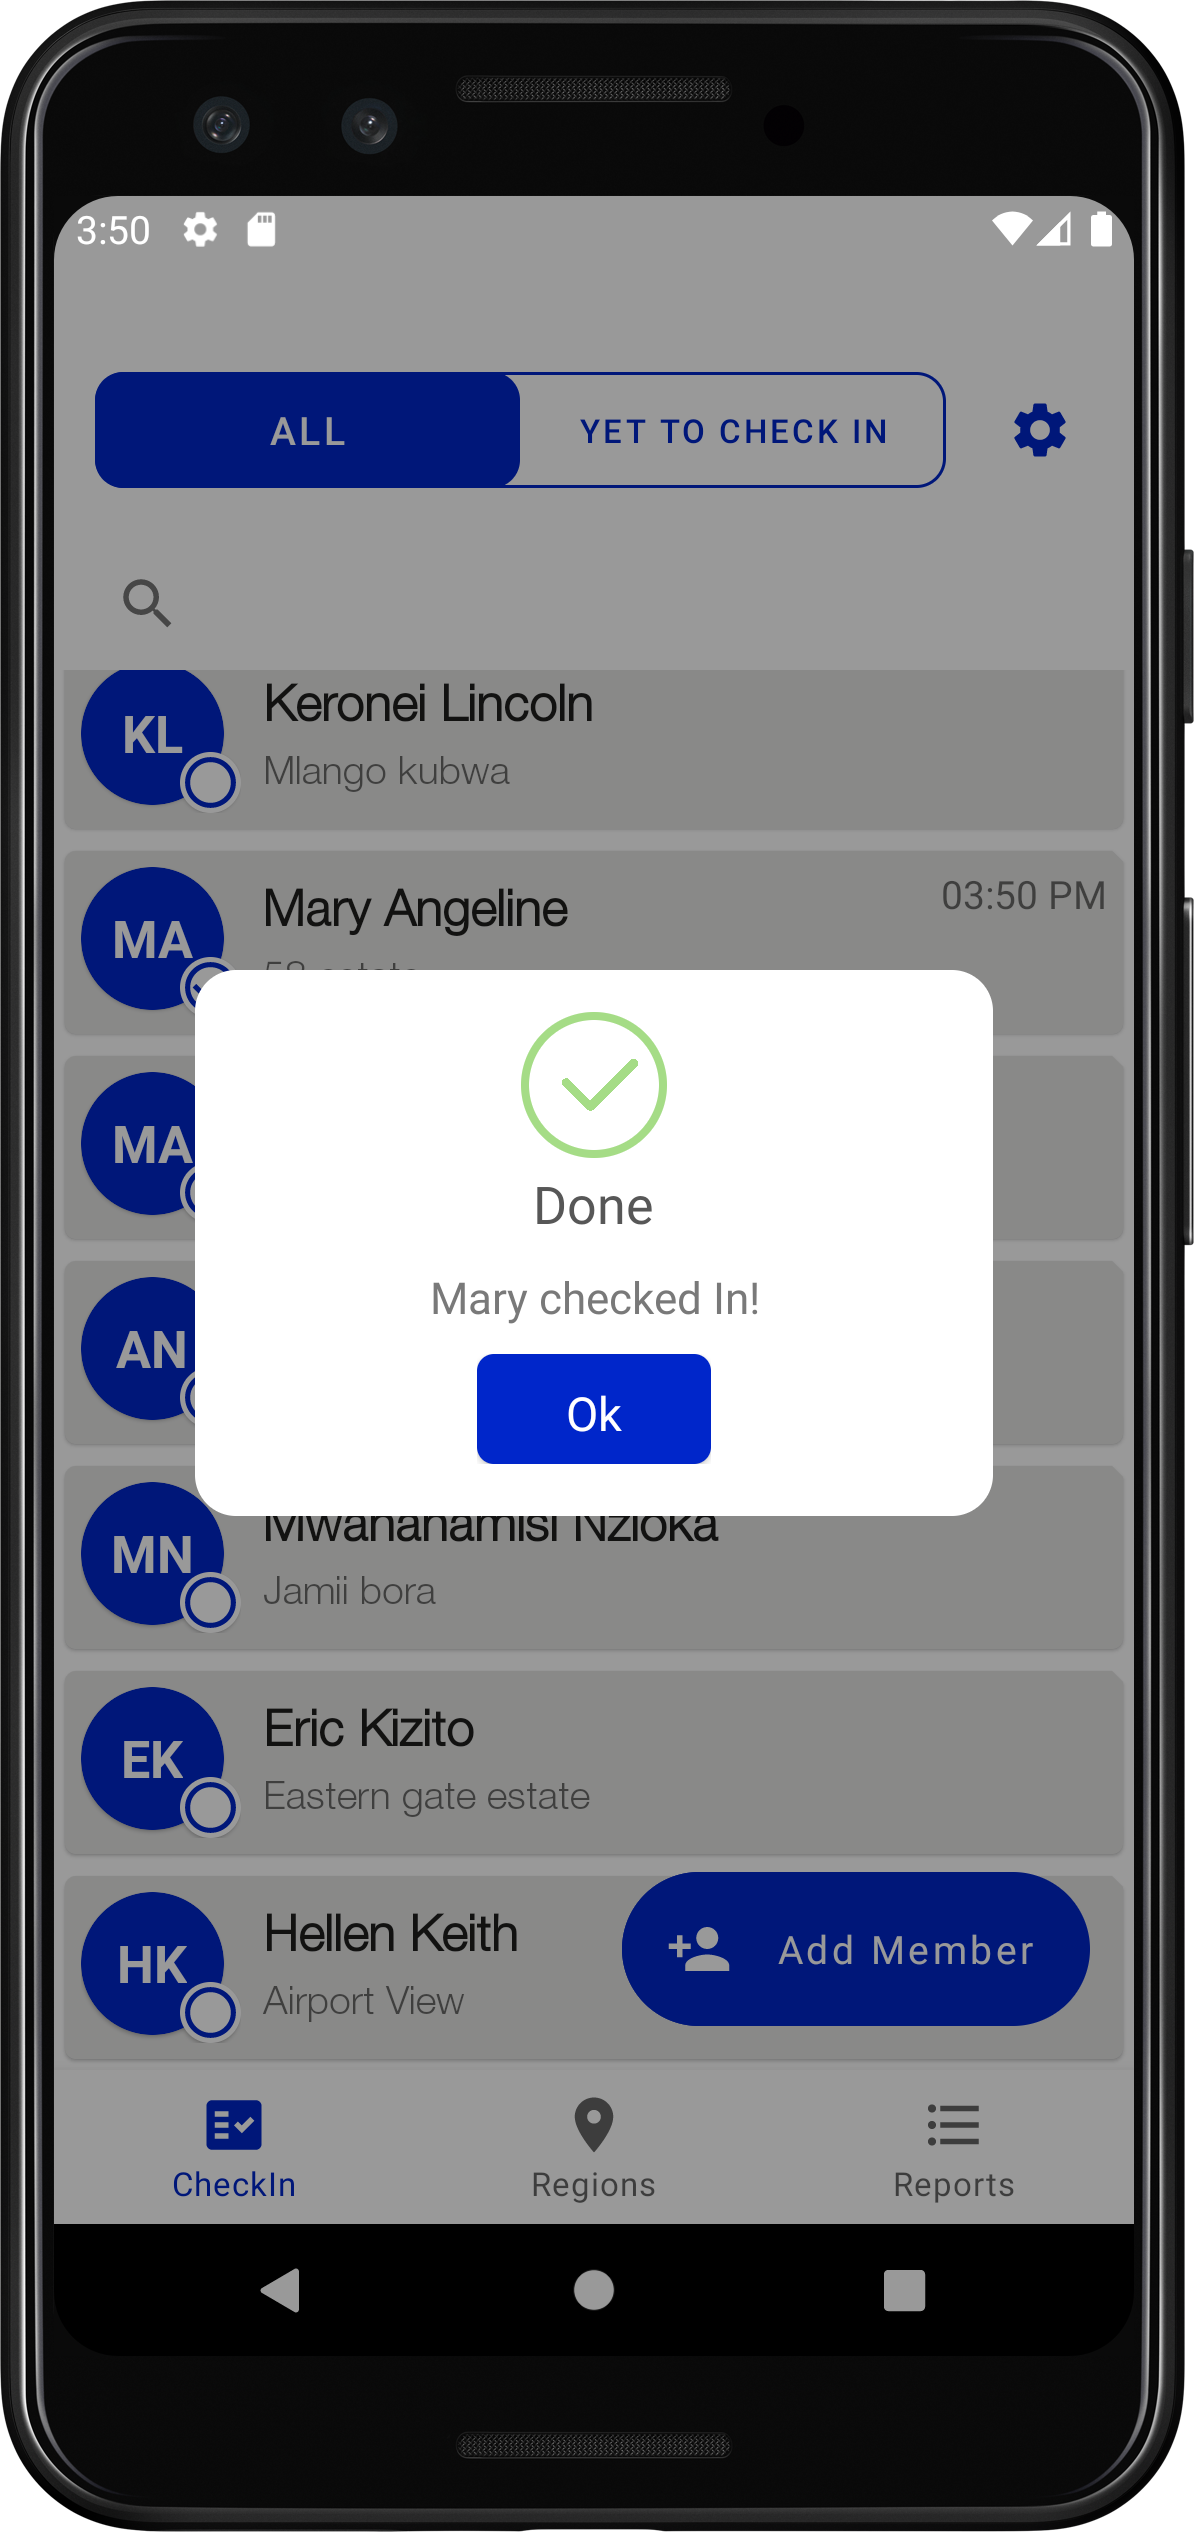 3:50
ALL
YET TO CHECK IN
KL
Keronei Lincoln
Mlango kubwa
MA
Mary Angeline
03:50 PM
58 estate
MA
AN
Done
Mary checked In!
Ok
MN
Mwanahamisi Nzioka
Jamii bora
EK
Eric Kizito
Eastern gate estate
HK
Hellen Keith
Airport View
Add Member
CheckIn
Regions
Reports